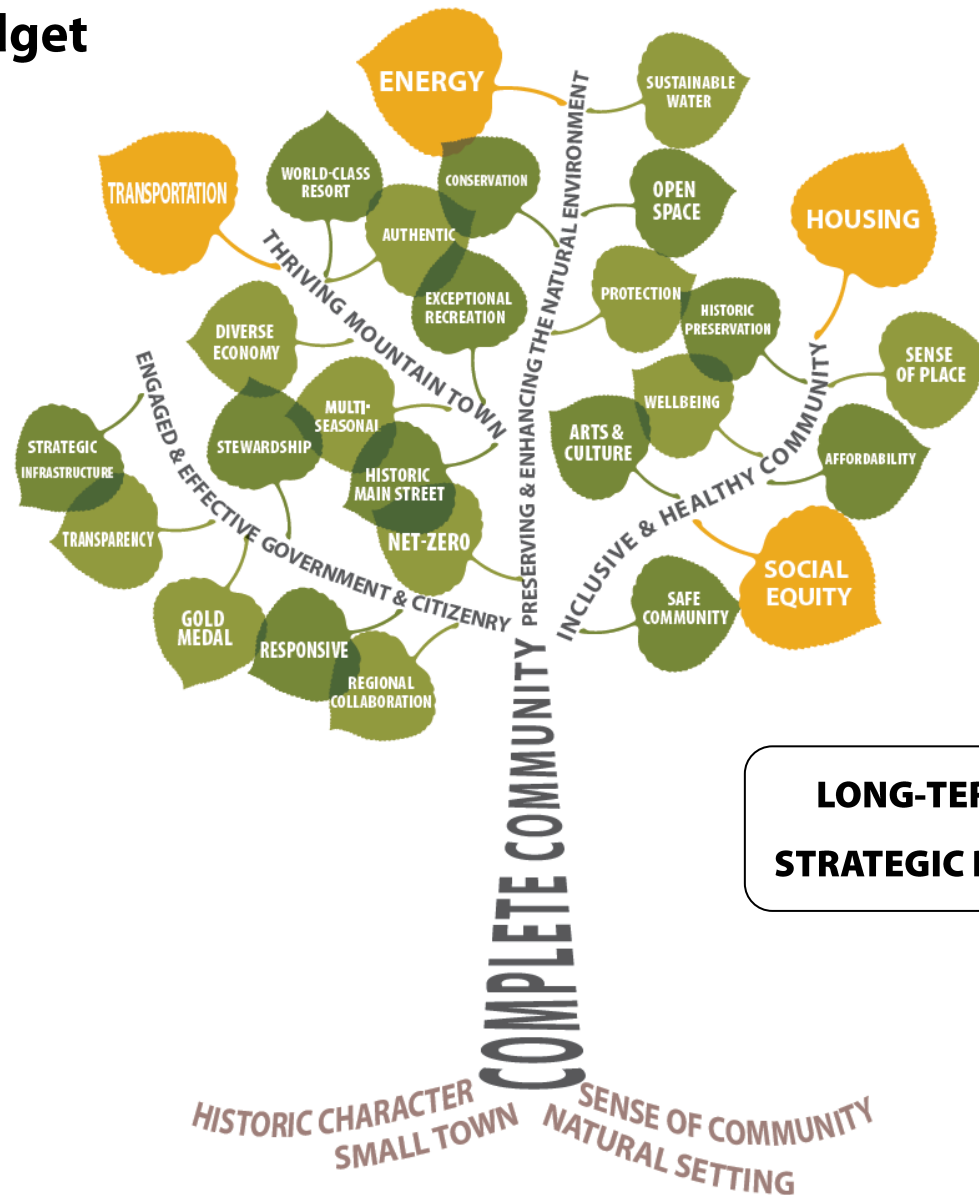 dget
ENERGY
SUSTAINABLE
WATER
TRANSPORTATION
WORLD-CLASS
RESORT
CONSERVATION
OPEN
SPACE
HOUSING
AUTHENTIC
THRIVING MOUNTAIN TOWN
PRESERVING & ENHANCING THE NATURAL ENVIRONMENT
EXCEPTIONAL
RECREATION
PROTECTION
HISTORIC
PRESERVATION
DIVERSE
ECONOMY
SENSE
OF PLACE
ENGAGED & EFFECTIVE GOVERNMENT & CITIZENRY
MULTI-
SEASONAL
WELLBEING
INCLUSIVE & HEALTHY COMMUNITY
STRATEGIC
INFRASTRUCTURE
STEWARDSHIP
ARTS &
CULTURE
AFFORDABILITY
HISTORIC
MAIN STREET
TRANSPARENCY
NET-ZERO
SOCIAL
EQUITY
GOLD
MEDAL
RESPONSIVE
SAFE
COMMUNITY
REGIONAL
COLLABORATION
COMPLETE COMMUNITY
LONG-TER
STRATEGIC
HISTORIC CHARACTER
SMALL TOWN
SENSE OF COMMUNITY
NATURAL SETTING